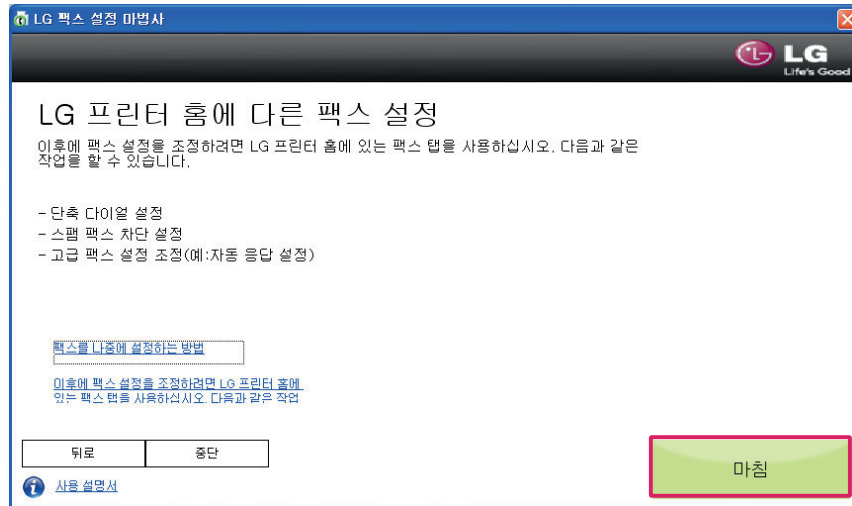 LG 팩스 설정 마법사
LG
Life's Good
LG 프린터 홈에 다른 팩스 설정
이후에 팩스 설정을 조정하려면 LG 프린터 홈에 있는 팩스 탭을 사용하십시오. 다음과 같은
작업을 할 수 있습니다.
- 단축 다이얼 설정
- 스팸 팩스 차단 설정
- 고급 팩스 설정 조정(예:자동 응답 설정)
팩스를 나중에 설정하는 방법
이후에 팩스 설정을 조정하려면 LG 프린터 홈에
있는 팩스 탭을 사용하십시오. 다음과 같은 작업
뒤로
중단
마침
사용 설명서